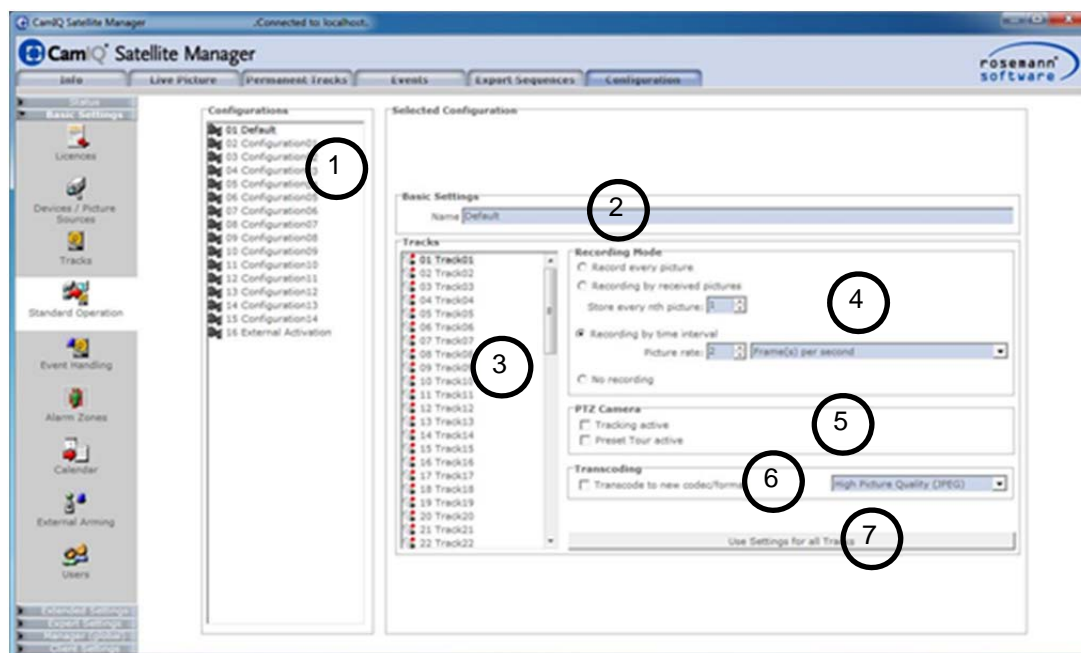 CamIQ Satellite Manager .:Connected to localhost:.
CamIQ Satellite Manager
rosemann software
Info Live Picture Permanent Tracks Events Export Sequences Configuration
Status
Basic Settings
Licences
Devices / Picture Sources
Tracks
Standard Operation
Event Handling
Alarm Zones
Calendar
External Arming
Users
Extended Settings
Expert Settings
Manager (global)
Client Settings
Configurations
01 Default
02 Configuration01
03 Configuration02
04 Configuration03
05 Configuration04
06 Configuration05
07 Configuration06
08 Configuration07
09 Configuration08
10 Configuration09
11 Configuration10
12 Configuration11
13 Configuration12
14 Configuration13
15 Configuration14
16 External Activation
1
Selected Configuration
Basic Settings
Name Default
2
Tracks
01 Track01
02 Track02
03 Track03
04 Track04
05 Track05
06 Track06
07 Track07
08 Track08
09 Track09
10 Track10
11 Track11
12 Track12
13 Track13
14 Track14
15 Track15
16 Track16
17 Track17
18 Track18
19 Track19
20 Track20
21 Track21
22 Track22
3
Recording Mode
Record every picture
Recording by received pictures
Store every nth picture: 1
Recording by time interval
Picture rate: 2 Frame(s) per second
No recording
4
PTZ Camera
Tracking active
Preset Tour active
5
Transcoding
Transcode to new codec/format
High Picture Quality (JPEG)
6
Use Settings for all Tracks
7